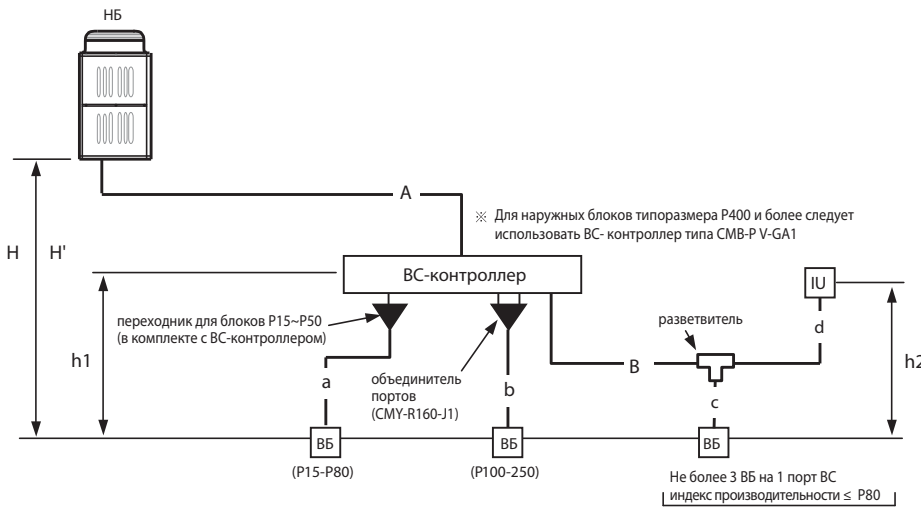 НБ
A
※ Для наружных блоков типоразмера P400 и более следует
использовать BC- контроллер типа CMB-P V-GA1
H
H'
BC-контроллер
IU
переходник для блоков P15~P50
(в комплекте с BC-контроллером)
разветвитель
d
h1
h2
B
a
объединитель
портов
(CMY-R160-J1)
b
c
ВБ
ВБ
ВБ
(P15-P80)
(P100-250)
Не более 3 ВБ на 1 порт BC
индекс производительности ≤ P80